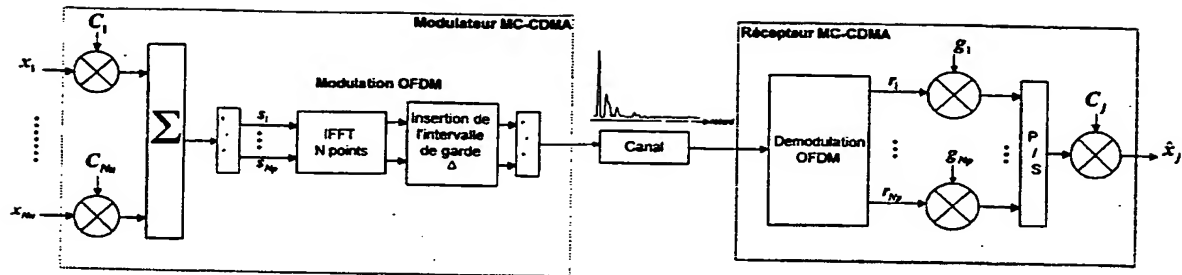 Modulateur MC-CDMA
C1
x1
Σ
CNu
xNu
Modulation OFDM
s1
sNp
IFFT
N points
Insertion de
l'intervalle
de garde
Δ
Canal
Récepteur MC-CDMA
Demodulation
OFDM
r1
rNp
g1
gNp
P
/
S
Cj
x̂j